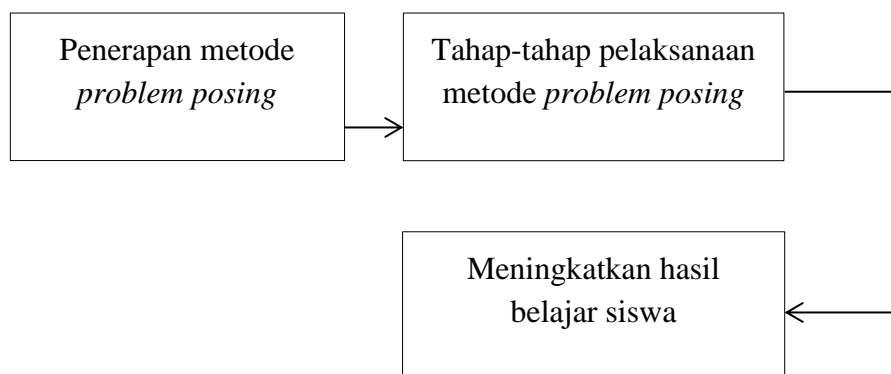 Penerapan metode
problem posing
Tahap-tahap pelaksanaan
metode problem posing
Meningkatkan hasil
belajar siswa